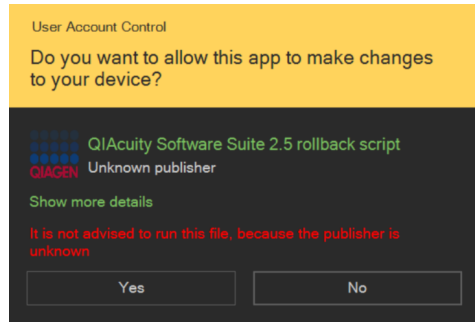 User Account Control
Do you want to allow this app to make changes
to your device?
QIAcuity Software Suite 2.5 rollback script
QIAGEN
Unknown publisher
Show more details
It is not advised to run this file, because the publisher is
unknown
Yes
No